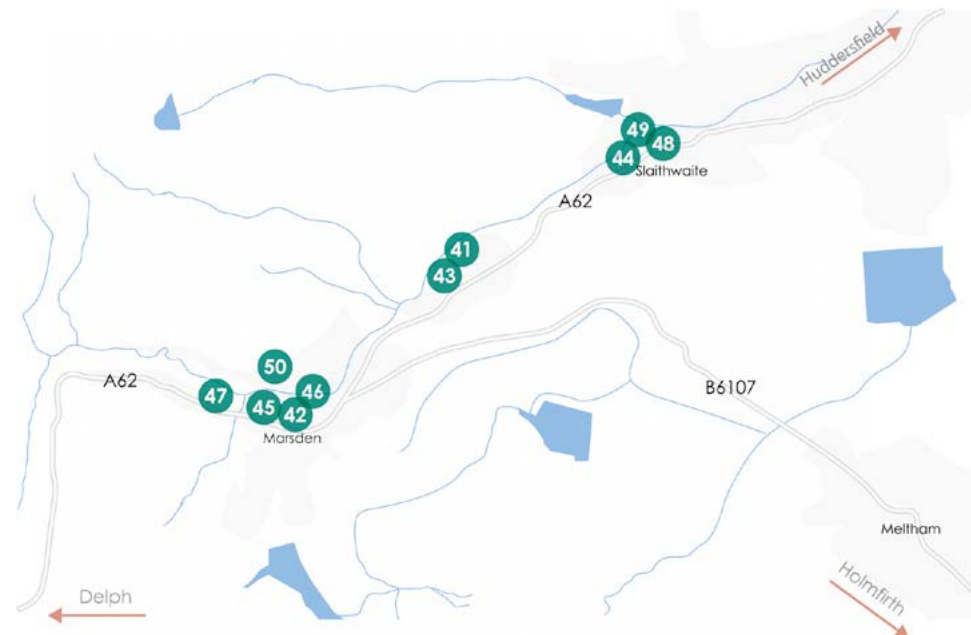 Huddersfield
49
48
44
Slaithwaite
A62
41
43
50
A62
47
46
45
42
B6107
Marsden
Meltham
Delph
Holmfirth